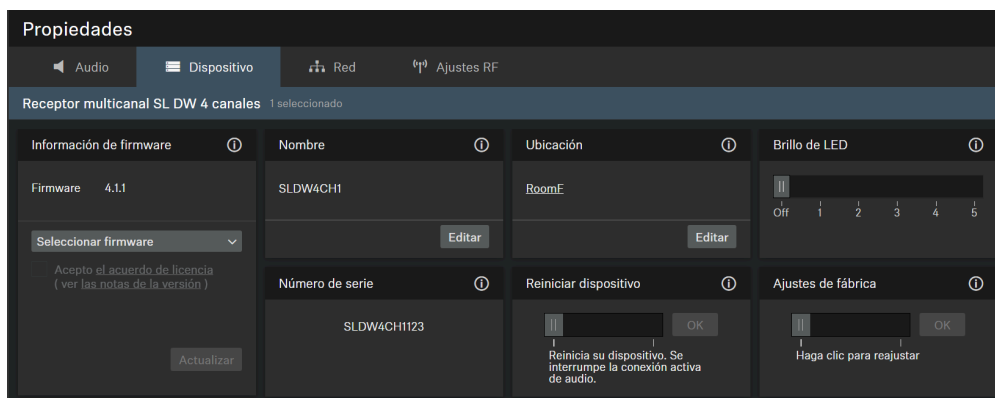 Propiedades
Audio
Dispositivo
Red
Ajustes RF
Receptor multicanal SL DW 4 canales 1 seleccionado
Información de firmware
Firmware 4.1.1
Seleccionar firmware
Acepto el acuerdo de licencia
( ver las notas de la versión )
Actualizar
Nombre
SLDW4CH1
Editar
Ubicación
RoomF
Editar
Brillo de LED
Off 1 2 3 4 5
Número de serie
SLDW4CH1123
Reiniciar dispositivo
OK
Reinicia su dispositivo. Se
interrumpe la conexión activa
de audio.
Ajustes de fábrica
OK
Haga clic para reajustar